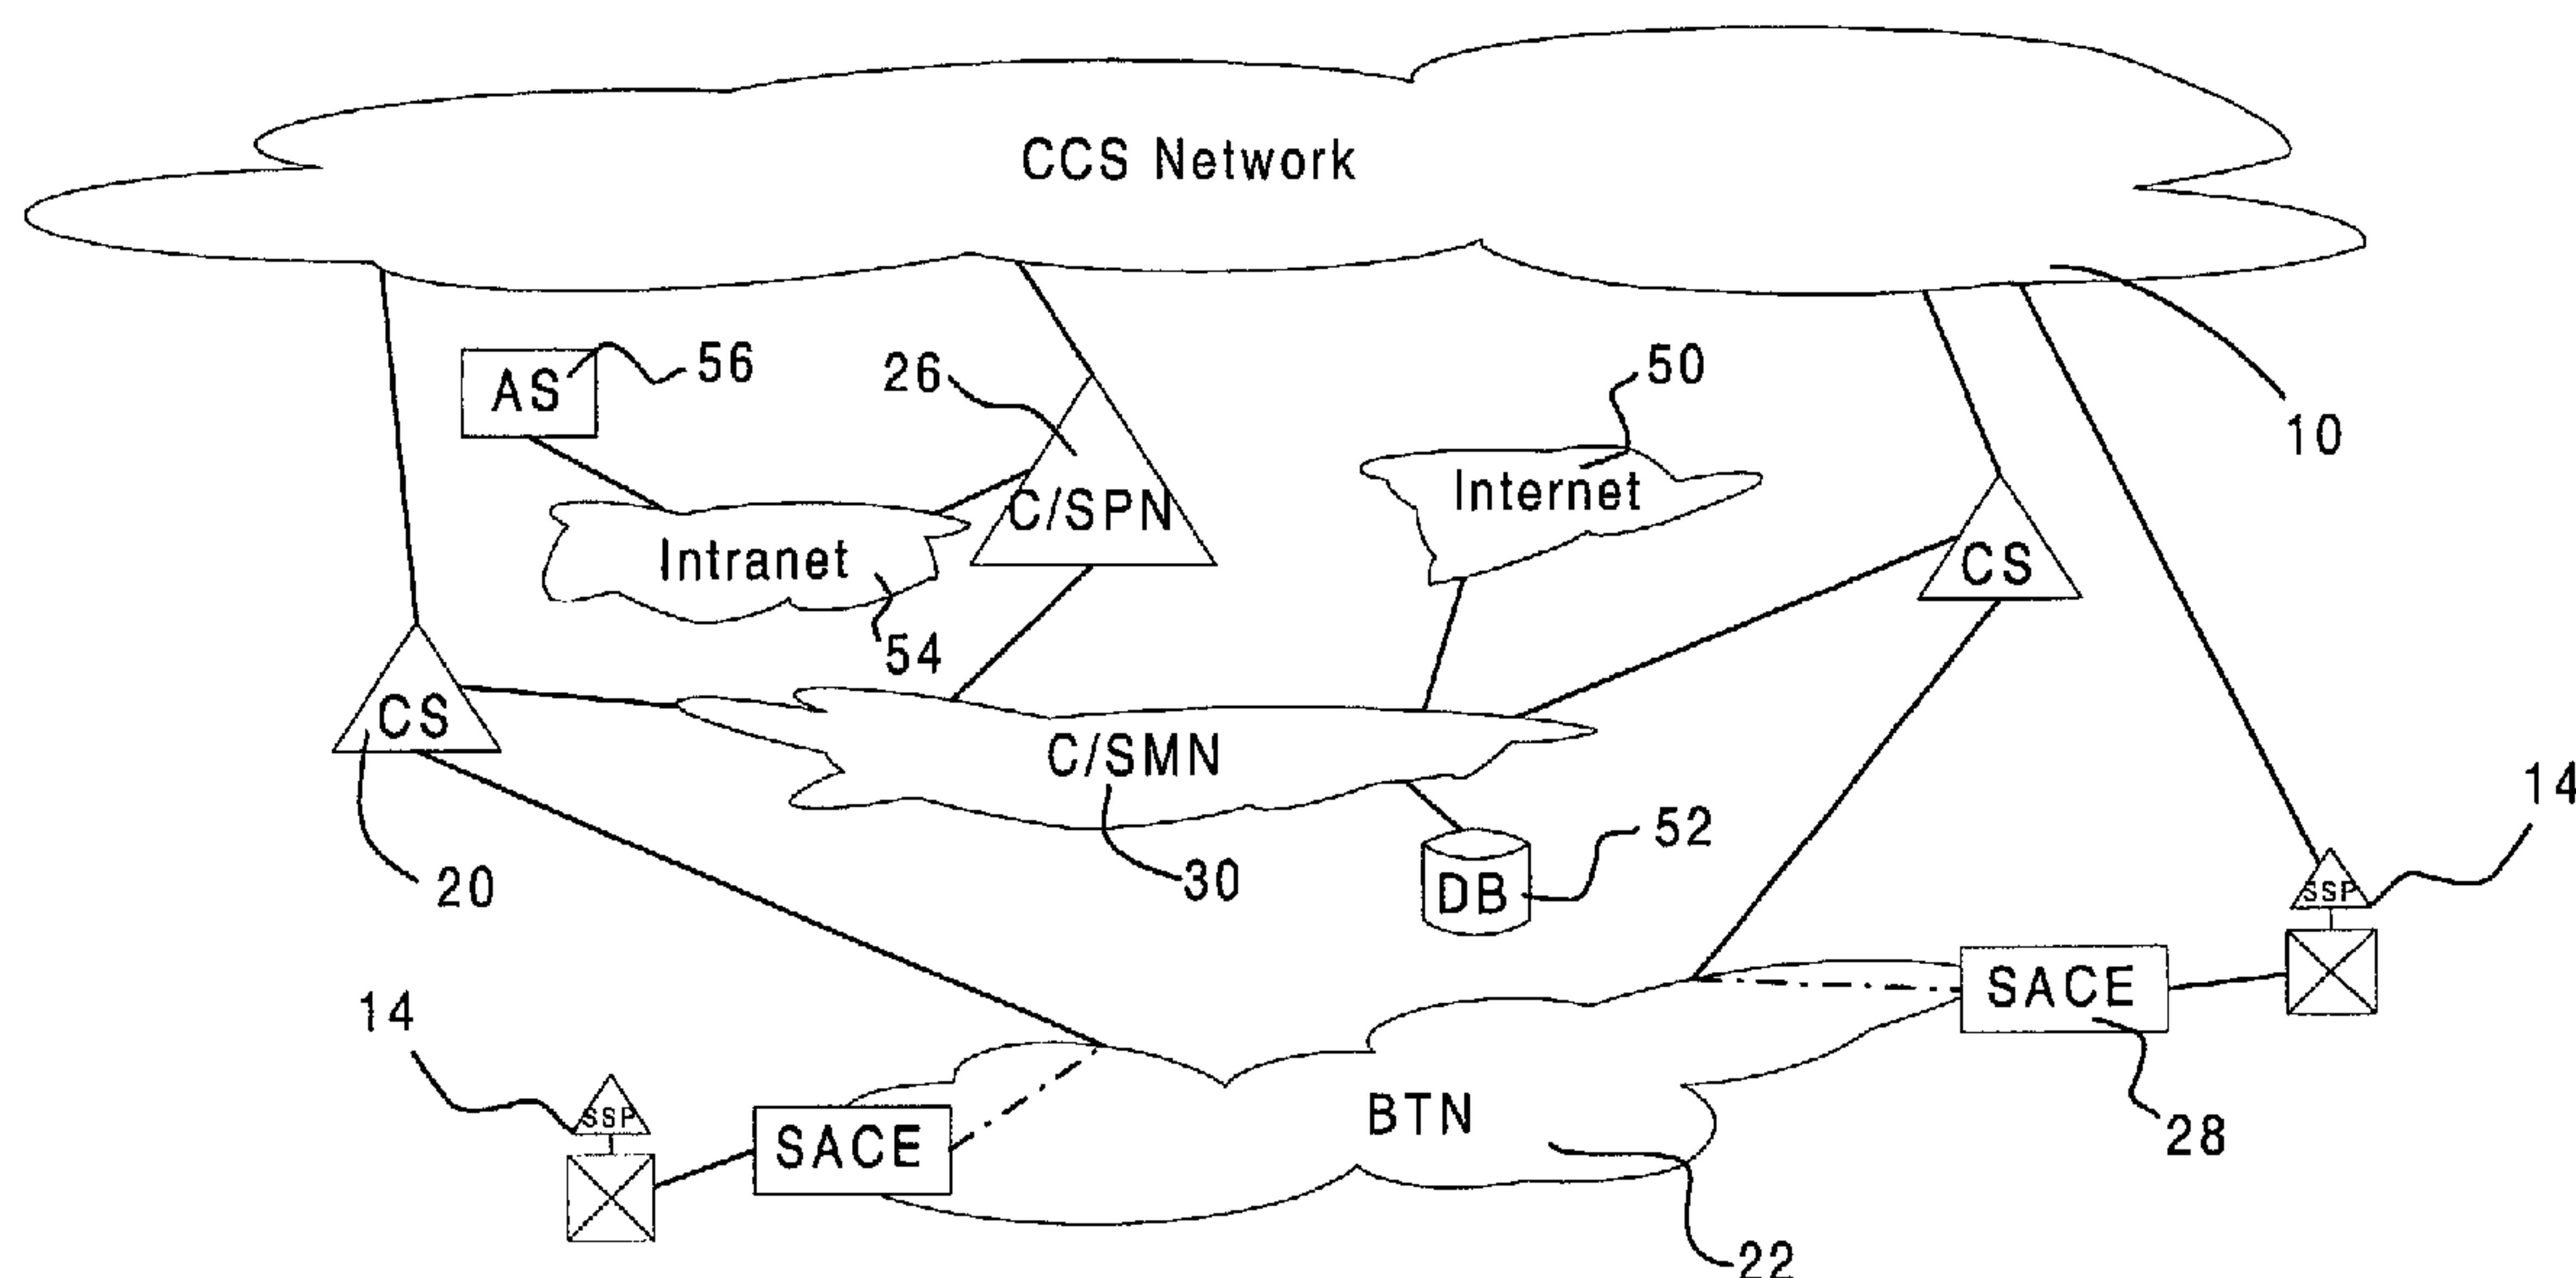 CCS Network
10
AS
56
26
C/SPN
50
Internet
Intranet
54
CS
CS
20
C/SMN
30
DB
52
14
SSP
SACE
28
14
SSP
SACE
BTN
22